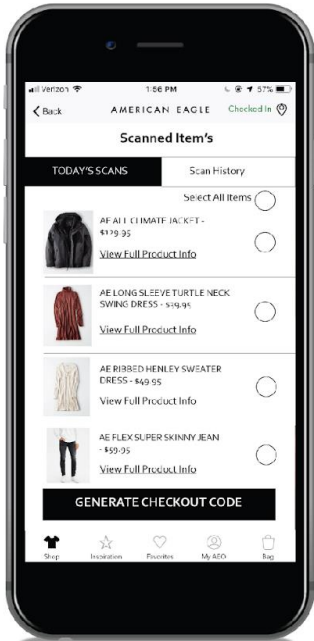 Verizon 1:56 PM 57%
Back AMERICAN EAGLE Checked In
Scanned Item's
TODAY'S SCANS Scan History
Select All Items
AE ALL CLIMATE JACKET -
$129.95
View Full Product Info
AE LONG SLEEVE TURTLE NECK
SWING DRESS - $39.95
View Full Product Info
AE RIBBED HENLEY SWEATER
DRESS - $49.95
View Full Product Info
AE FLEX SUPER SKINNY JEAN
- $59.95
View Full Product Info
GENERATE CHECKOUT CODE
Shop Inspiration Favorites My AEO Bag